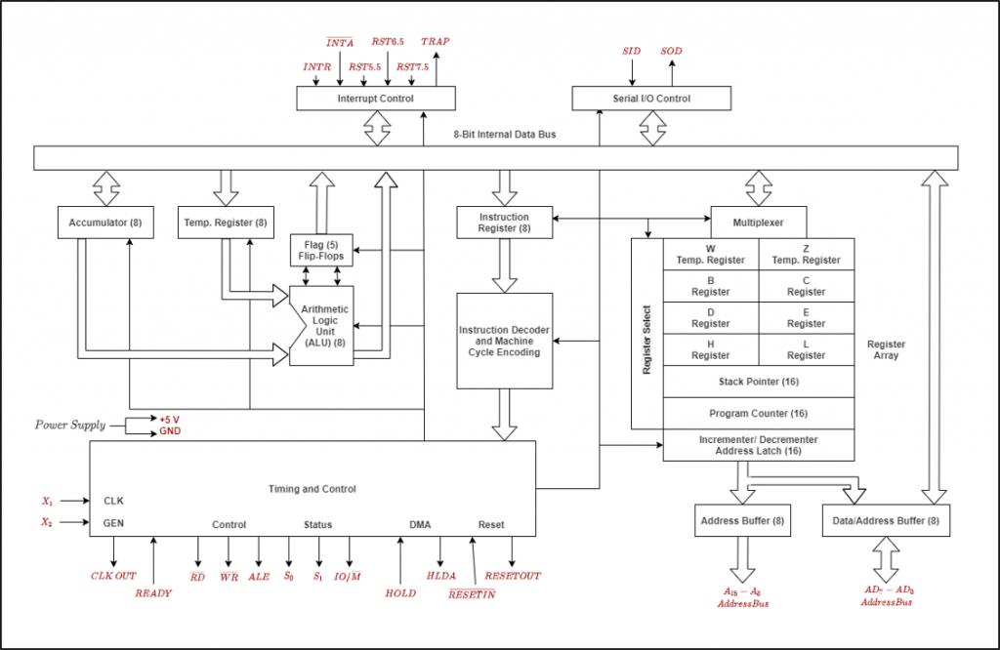 INTA RST6.5 TRAP
INTR RST5.5 RST7.5
SID SOD
Interrupt Control
Serial I/O Control
8-Bit Internal Data Bus
Accumulator (8)
Temp. Register (8)
Flag (5)
Flip-Flops
Arithmetic
Logic
Unit
(ALU) (8)
Instruction
Register (8)
Instruction Decoder
and Machine
Cycle Encoding
Multiplexer
Register Select
W
Temp. Register
Z
Temp. Register
B
Register
C
Register
D
Register
E
Register
H
Register
L
Register
Stack Pointer (16)
Program Counter (16)
Incrementer/ Decrementer
Address Latch (16)
Register
Array
Power Supply
+5 V
GND
Timing and Control
X₁ CLK
X₂ GEN
Control Status DMA Reset
CLK OUT R̅D̅ W̅R̅ ALE S₀ S₁ IO/M̅ HLDA RESETOUT
READY HOLD R̅E̅S̅E̅T̅I̅N̅
Address Buffer (8)
Data/Address Buffer (8)
A₁₅ − A₈
AddressBus
AD₇ − AD₀
AddressBus